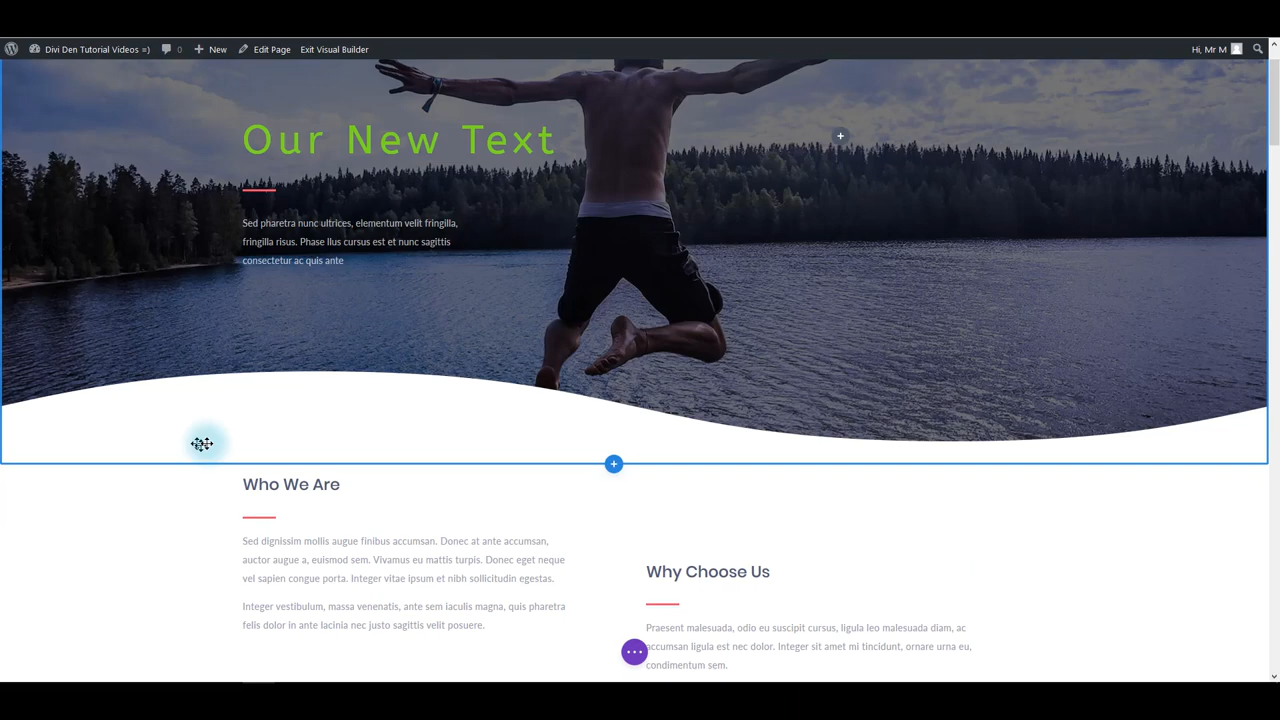 Divi Den Tutorial Videos =)
0
New
Edit Page
Exit Visual Builder
Hi, Mr M
Our New Text
Sed pharetra nunc ultrices, elementum velit fringilla,
fringilla risus. Phase llus cursus est et nunc sagittis
consectetur ac quis ante
Who We Are
Sed dignissim mollis augue finibus accumsan. Donec at ante accumsan,
auctor augue a, euismod sem. Vivamus eu mattis turpis. Donec eget neque
vel sapien congue porta. Integer vitae ipsum et nibh sollicitudin egestas.
Integer vestibulum, massa venenatis, ante sem iaculis magna, quis pharetra
felis dolor in ante lacinia nec justo sagittis velit posuere.
Why Choose Us
Praesent malesuada, odio eu suscipit cursus, ligula leo malesuada diam, ac
accumsan ligula est nec dolor. Integer sit amet mi tincidunt, ornare urna eu,
condimentum sem.